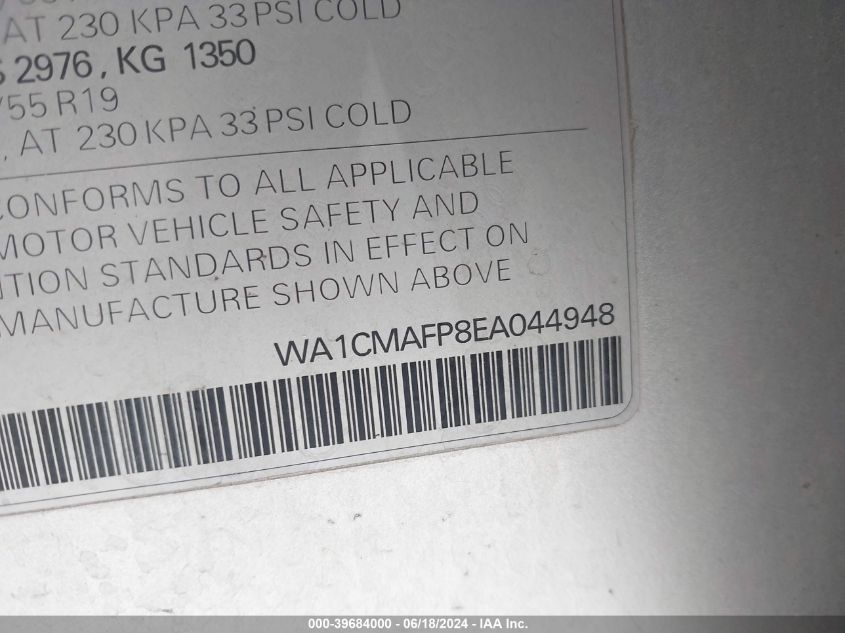 AT 230 KPA 33 PSI COLD
2976, KG 1350
/55 R19
, AT 230 KPA 33 PSI COLD
CONFORMS TO ALL APPLICABLE
MOTOR VEHICLE SAFETY AND
TION STANDARDS IN EFFECT ON
MANUFACTURE SHOWN ABOVE
WA1CMAFP8EA044948
000-39684000 - 06/18/2024 - IAA Inc.